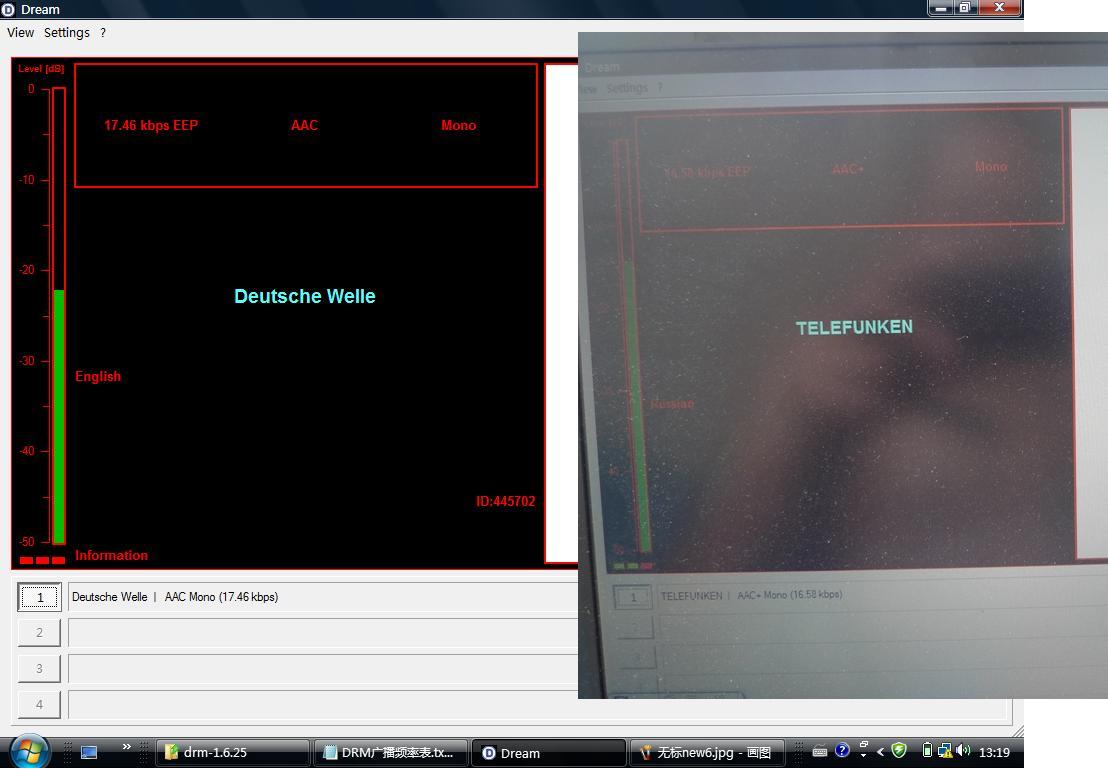 Dream
View Settings ?
Level [dB]
0
-10
-20
-30
-40
-50
17.46 kbps EEP AAC Mono
Deutsche Welle
English
ID:445702
Information
1 Deutsche Welle | AAC Mono (17.46 kbps)
2
3
4
Dream
Settings ?
16.58 kbps EEP AAC+ Mono
TELEFUNKEN
Russian
1 TELEFUNKEN | AAC+ Mono (16.58 kbps)
2
3
drm-1.6.25
DRM广播频率表.tx...
Dream
无标new6.jpg - 画图
13:19